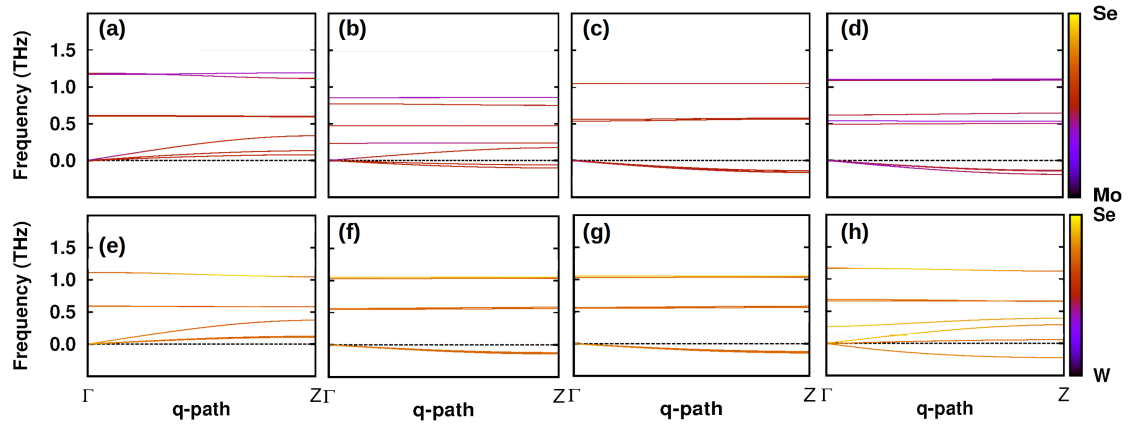 (a) (b) (c) (d) Se
Frequency (THz)
1.5
1.0
0.5
0.0
Mo
(e) (f) (g) (h) Se
Frequency (THz)
1.5
1.0
0.5
0.0
W
Γ ZΓ ZΓ ZΓ Z
q-path q-path q-path q-path